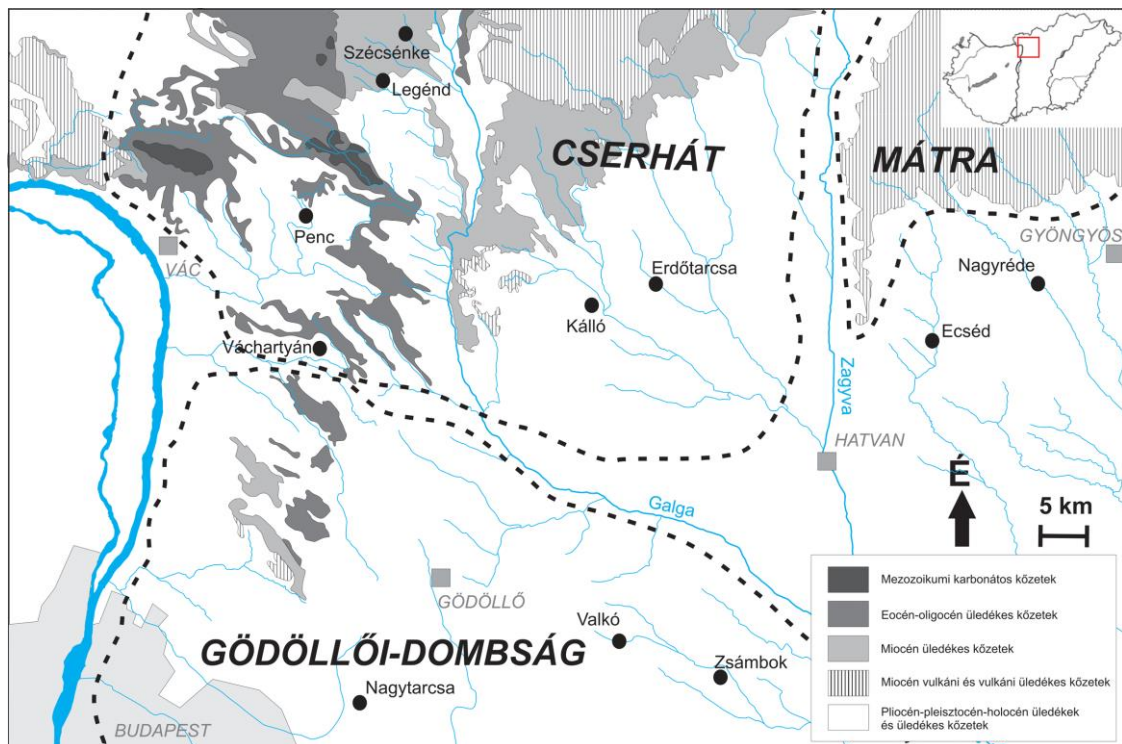 Szécsénke
Legénd
CSERHÁT
MÁTRA
Penc
VÁC
GYÖNGYÖS
Erdőtarcsa
Nagyréde
Kálló
Ecséd
Váchartyán
Zagyva
HATVAN
É
5 km
Galga
GÖDÖLLŐ
Valkó
GÖDÖLLŐI-DOMBSÁG
Zsámbok
Nagytarcsa
BUDAPEST
Mezozoikumi karbonátos kőzetek
Eocén-oligocén üledékes kőzetek
Miocén üledékes kőzetek
Miocén vulkáni és vulkáni üledékes kőzetek
Pliocén-pleisztocén-holocén üledékek
és üledékes kőzetek